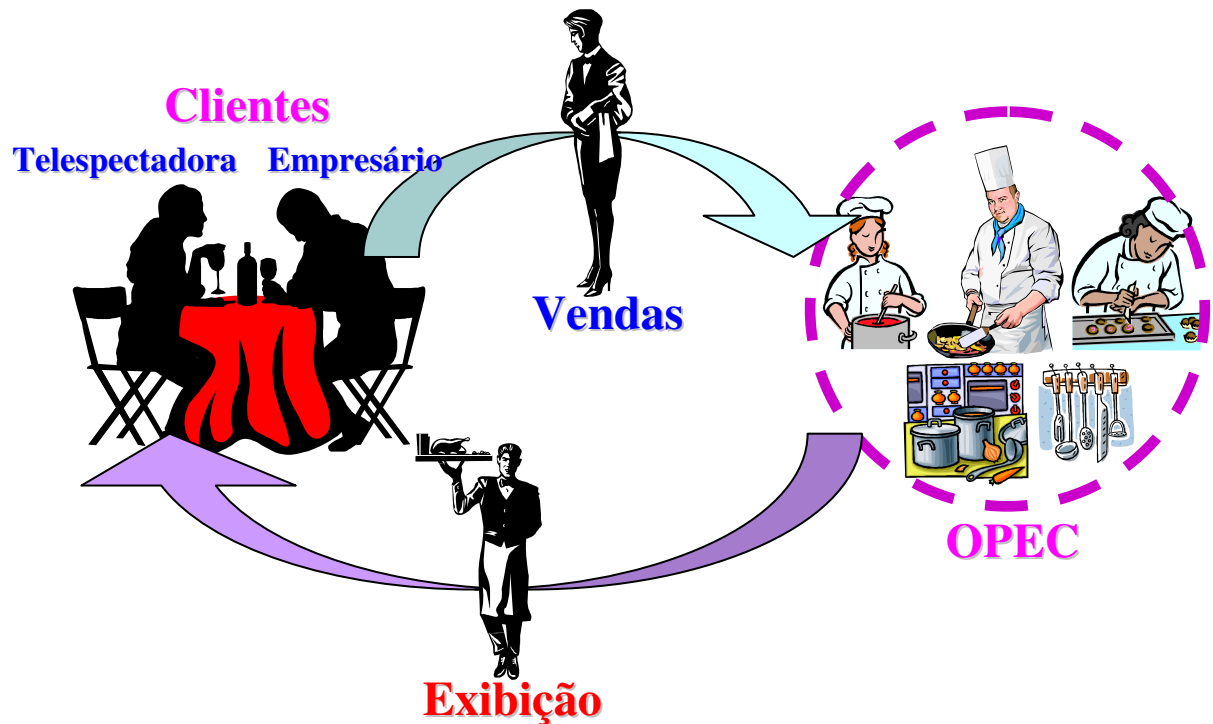 Clientes
Telespectadora Empresário
Vendas
OPEC
Exibição